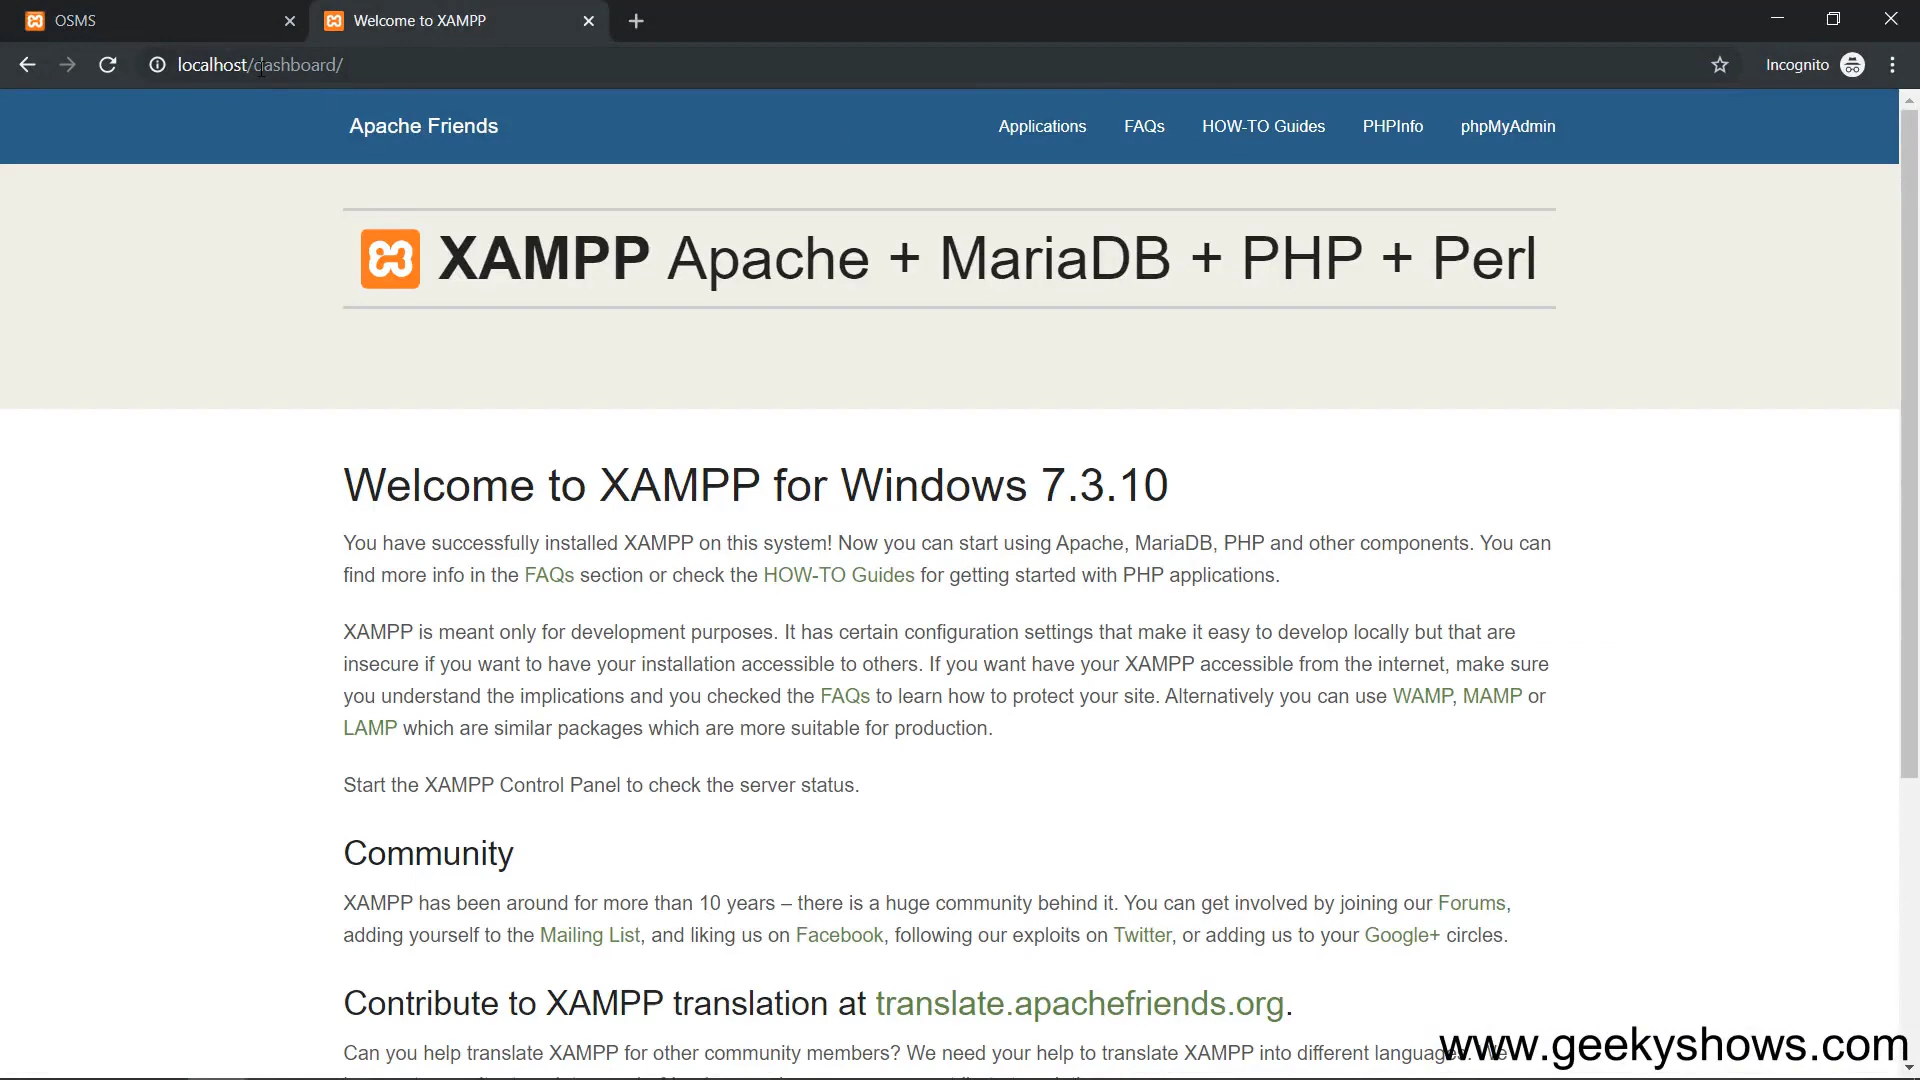 OSMS
Welcome to XAMPP
localhost/dashboard/
Incognito
Apache Friends
Applications
FAQs
HOW-TO Guides
PHPInfo
phpMyAdmin
XAMPP Apache + MariaDB + PHP + Perl
Welcome to XAMPP for Windows 7.3.10
You have successfully installed XAMPP on this system! Now you can start using Apache, MariaDB, PHP and other components. You can
find more info in the FAQs section or check the HOW-TO Guides for getting started with PHP applications.
XAMPP is meant only for development purposes. It has certain configuration settings that make it easy to develop locally but that are
insecure if you want to have your installation accessible to others. If you want have your XAMPP accessible from the internet, make sure
you understand the implications and you checked the FAQs to learn how to protect your site. Alternatively you can use WAMP, MAMP or
LAMP which are similar packages which are more suitable for production.
Start the XAMPP Control Panel to check the server status.
Community
XAMPP has been around for more than 10 years – there is a huge community behind it. You can get involved by joining our Forums,
adding yourself to the Mailing List, and liking us on Facebook, following our exploits on Twitter, or adding us to your Google+ circles.
Contribute to XAMPP translation at translate.apachefriends.org.
Can you help translate XAMPP for other community members? We need your help to translate XAMPP into different languages. We
www.geekyshows.com